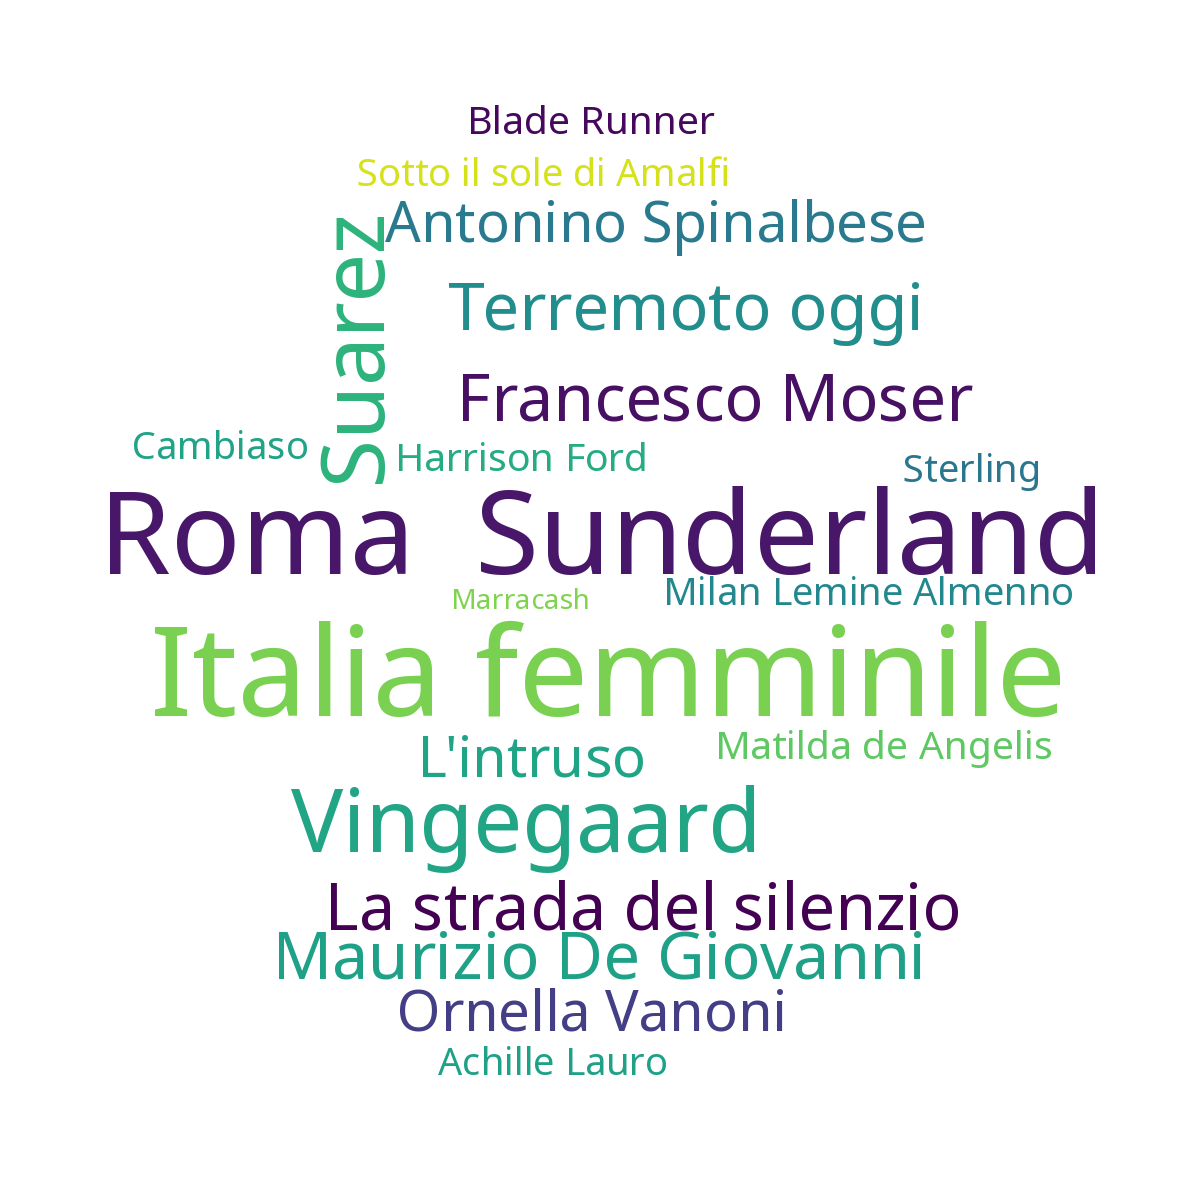 Blade Runner
Sotto il sole di Amalfi
Antonino Spinalbese
Suarez
Terremoto oggi
Francesco Moser
Cambiaso
Harrison Ford
Sterling
Roma Sunderland
Milan Lemine Almenno
Marracash
Italia femminile
L'intruso
Matilda de Angelis
Vingegaard
La strada del silenzio
Maurizio De Giovanni
Ornella Vanoni
Achille Lauro